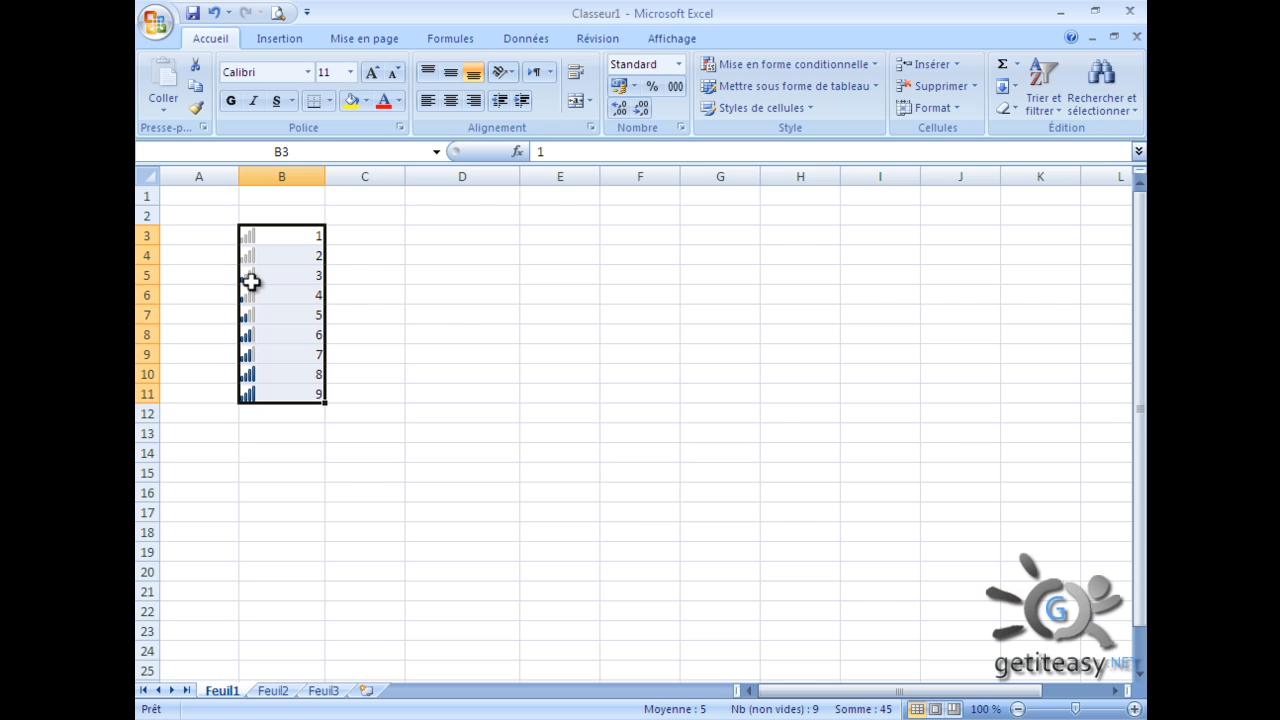 Classeur1 - Microsoft Excel
Accueil Insertion Mise en page Formules Données Révision Affichage
Calibri 11 Standard Mise en forme conditionnelle Insérer Σ
Coller G I S % 000 Mettre sous forme de tableau Supprimer Trier et filtrer Rechercher et sélectionner
Styles de cellules Format
Presse-p... Police Alignement Nombre Style Cellules Édition
B3 fx 1
A B C D E F G H I J K L
1
2
3 1
4 2
5 3
6 4
7 5
8 6
9 7
10 8
11 9
12
13
14
15
16
17
18
19
20
21
22
23
24
25
G
getiteasy.NET
Feuil1 Feuil2 Feuil3
Prêt Moyenne : 5 Nb (non vides) : 9 Somme : 45 100 %